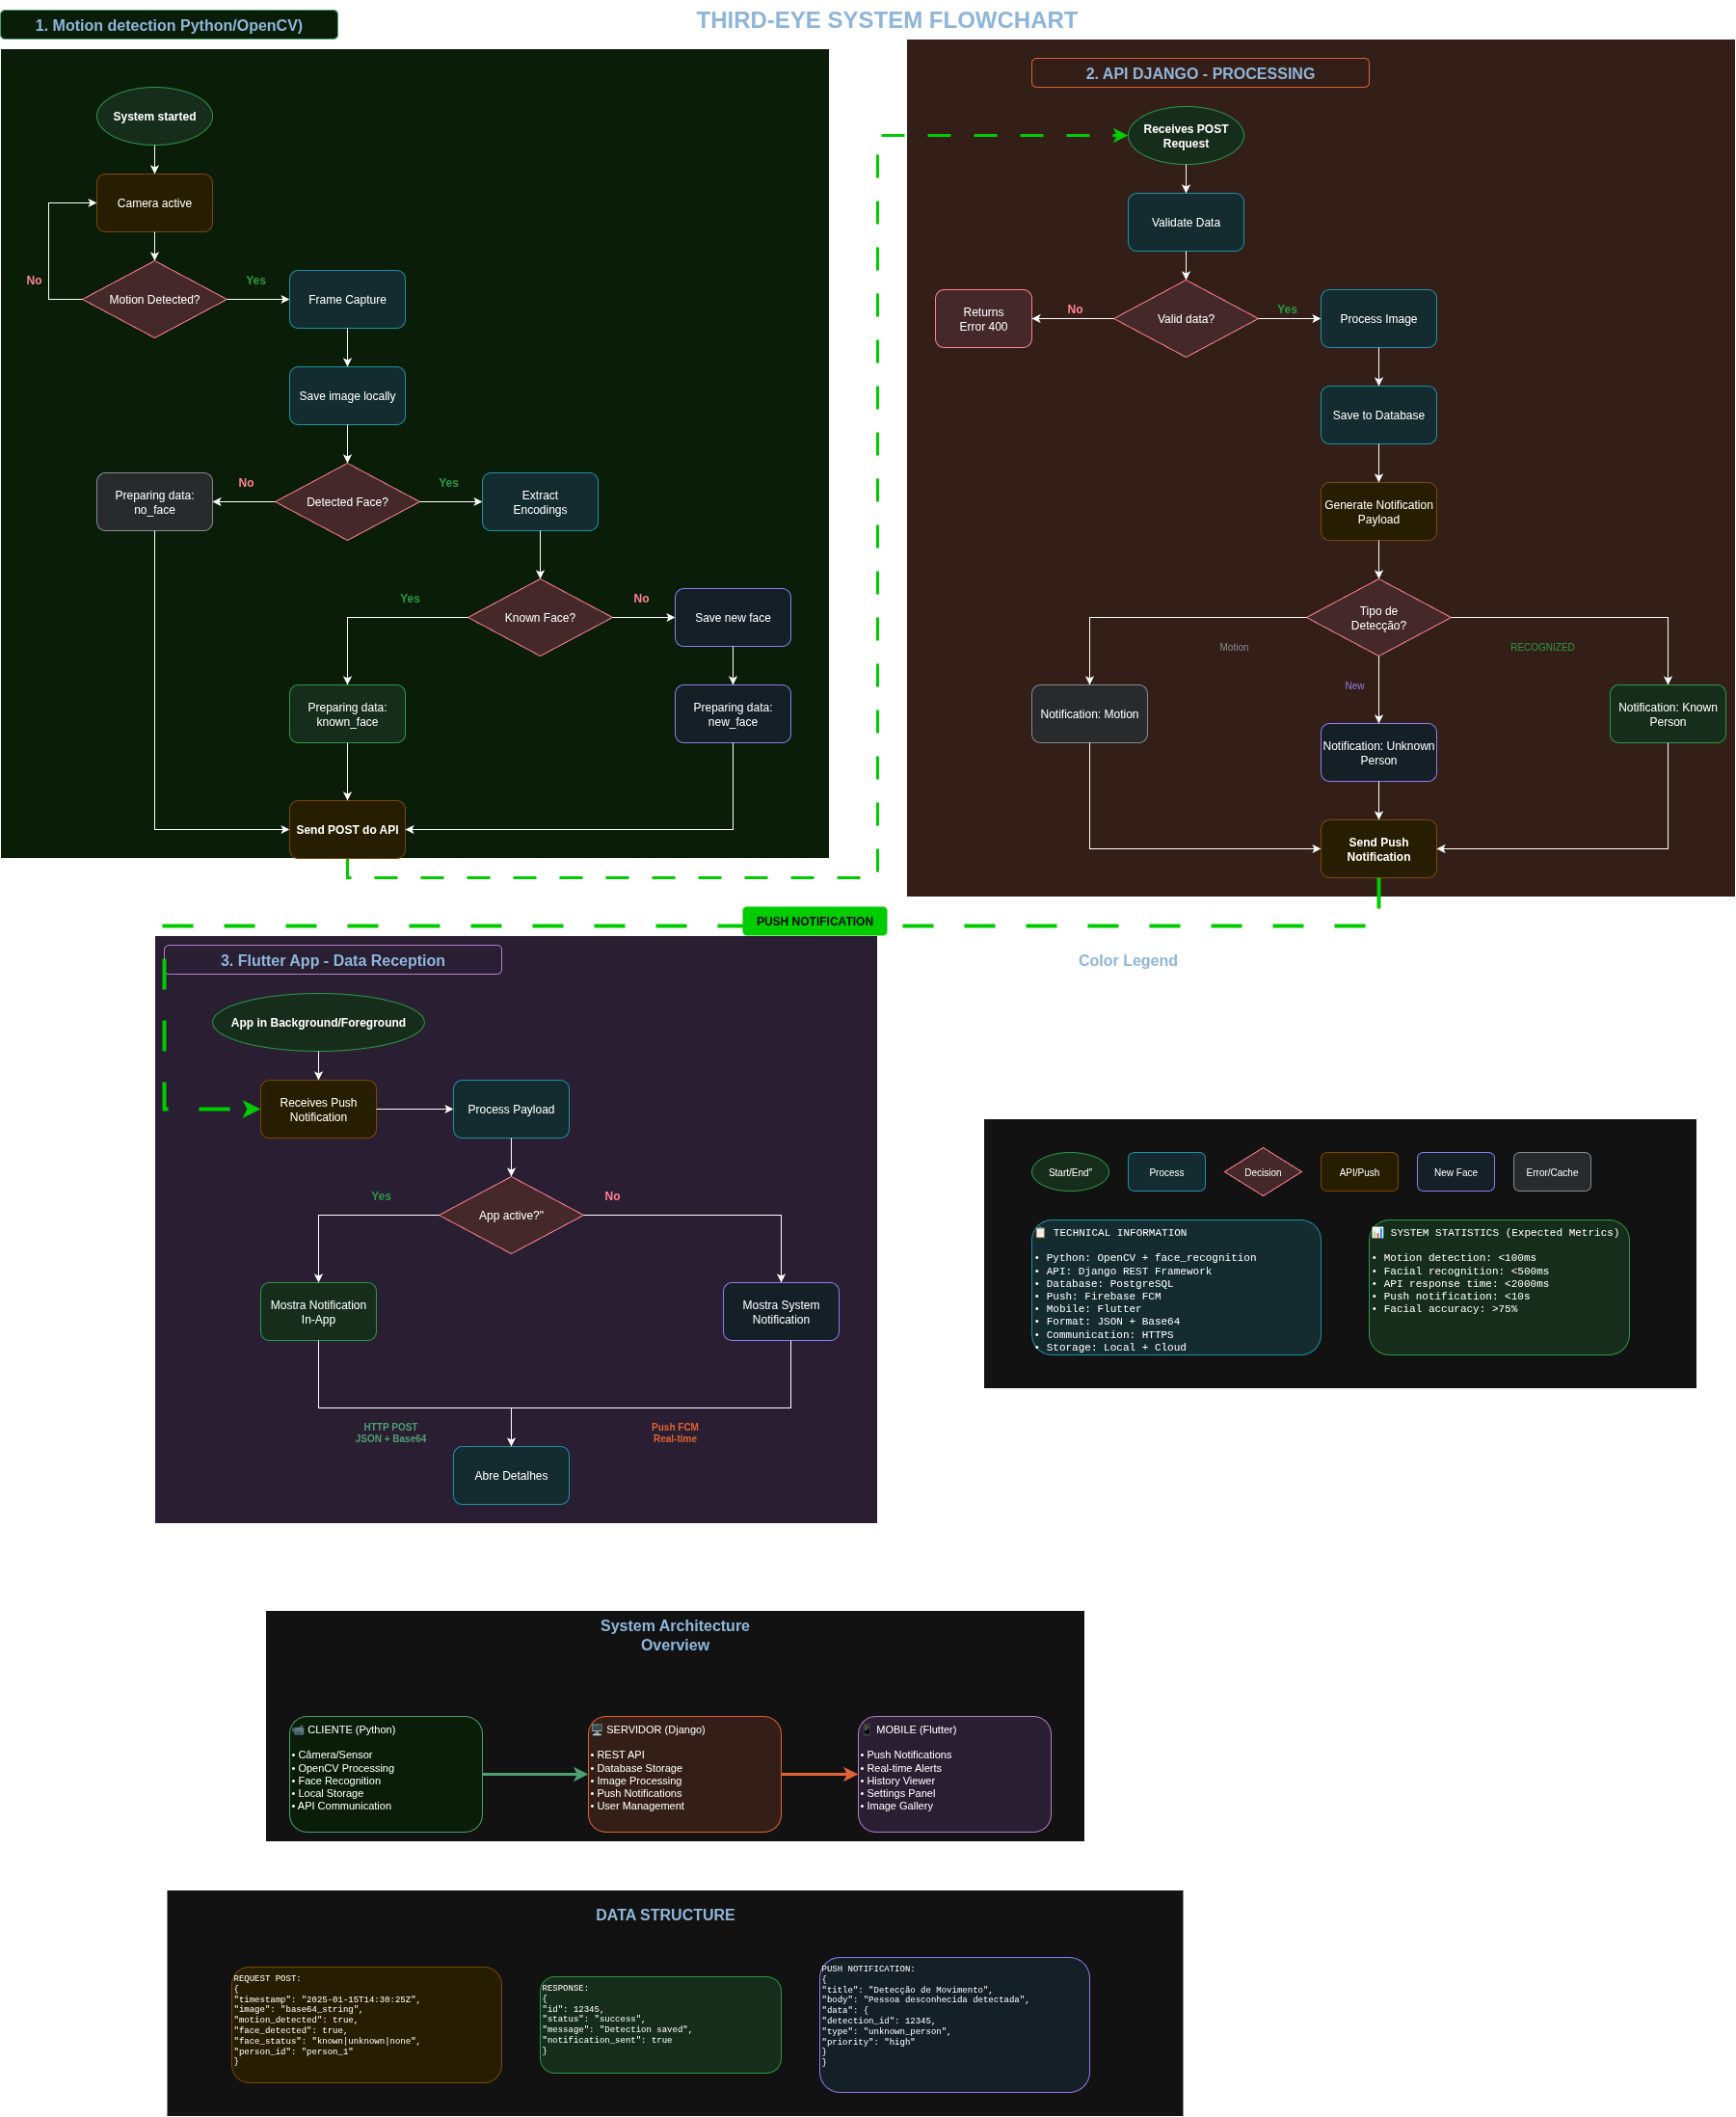 THIRD-EYE SYSTEM FLOWCHART
1. Motion detection Python/OpenCV)
System started
Camera active
Motion Detected?
No
Yes
Frame Capture
Save image locally
Detected Face?
No
Yes
Preparing data:
no_face
Extract
Encodings
Known Face?
Yes
No
Save new face
Preparing data:
known_face
Preparing data:
new_face
Send POST do API
2. API DJANGO - PROCESSING
Receives POST
Request
Validate Data
Valid data?
No
Yes
Returns
Error 400
Process Image
Save to Database
Generate Notification
Payload
Tipo de
Detecção?
Motion
RECOGNIZED
New
Notification: Motion
Notification: Unknown
Person
Notification: Known
Person
Send Push
Notification
PUSH NOTIFICATION
3. Flutter App - Data Reception
App in Background/Foreground
Receives Push
Notification
Process Payload
App active?"
Yes
No
Mostra Notification
In-App
Mostra System
Notification
HTTP POST
JSON + Base64
Push FCM
Real-time
Abre Detalhes
Color Legend
Start/End"
Process
Decision
API/Push
New Face
Error/Cache
📋 TECHNICAL INFORMATION
• Python: OpenCV + face_recognition
• API: Django REST Framework
• Database: PostgreSQL
• Push: Firebase FCM
• Mobile: Flutter
• Format: JSON + Base64
• Communication: HTTPS
• Storage: Local + Cloud
📊 SYSTEM STATISTICS (Expected Metrics)
• Motion detection: <100ms
• Facial recognition: <500ms
• API response time: <2000ms
• Push notification: <10s
• Facial accuracy: >75%
System Architecture
Overview
📹 CLIENTE (Python)
• Câmera/Sensor
• OpenCV Processing
• Face Recognition
• Local Storage
• API Communication
🖥️ SERVIDOR (Django)
• REST API
• Database Storage
• Image Processing
• Push Notifications
• User Management
📱 MOBILE (Flutter)
• Push Notifications
• Real-time Alerts
• History Viewer
• Settings Panel
• Image Gallery
DATA STRUCTURE
REQUEST POST:
{
"timestamp": "2025-01-15T14:30:25Z",
"image": "base64_string",
"motion_detected": true,
"face_detected": true,
"face_status": "known|unknown|none",
"person_id": "person_1"
}
RESPONSE:
{
"id": 12345,
"status": "success",
"message": "Detection saved",
"notification_sent": true
}
PUSH NOTIFICATION:
{
"title": "Detecção de Movimento",
"body": "Pessoa desconhecida detectada",
"data": {
"detection_id": 12345,
"type": "unknown_person",
"priority": "high"
}
}